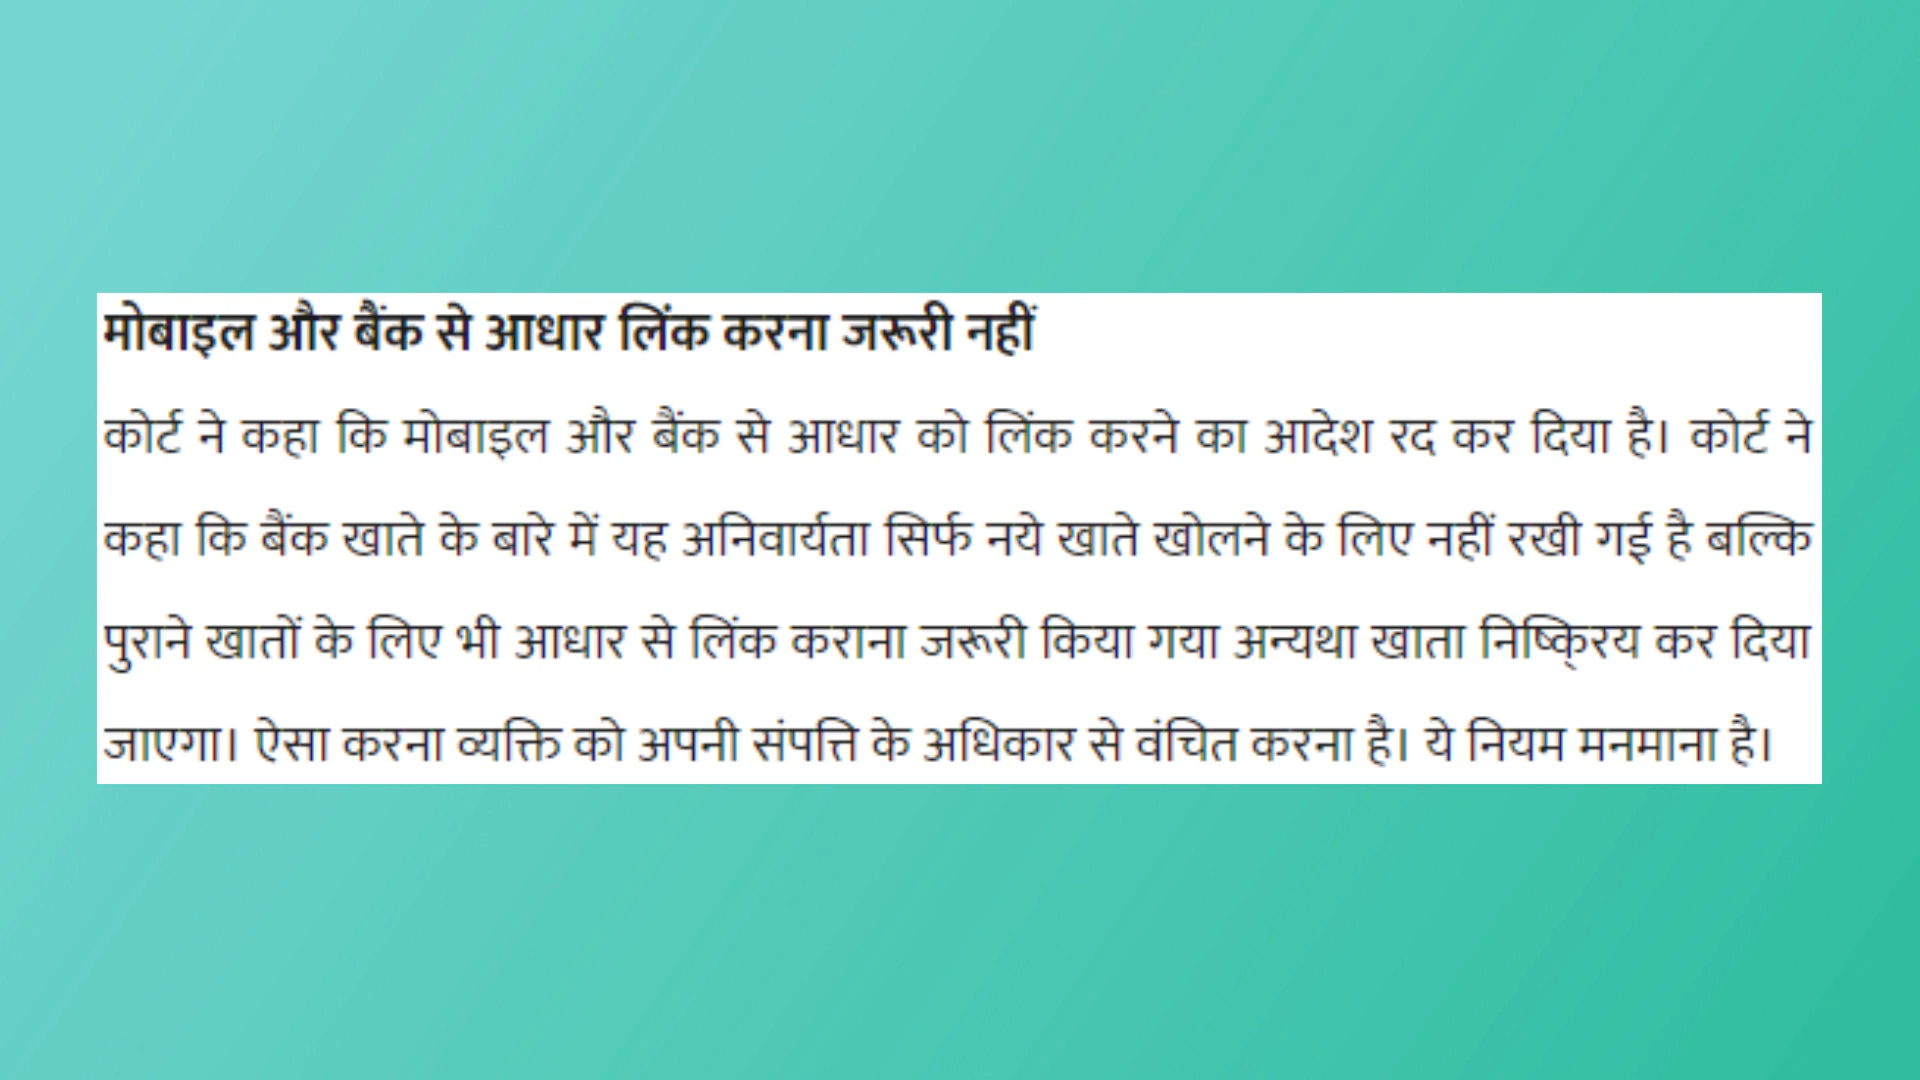 मोबाइल और बैंक से आधार लिंक करना जरूरी नहीं
कोर्ट ने कहा कि मोबाइल और बैंक से आधार को लिंक करने का आदेश रद कर दिया है। कोर्ट ने
कहा कि बैंक खाते के बारे में यह अनिवार्यता सिर्फ नये खाते खोलने के लिए नहीं रखी गई है बल्कि
पुराने खातों के लिए भी आधार से लिंक कराना जरूरी किया गया अन्यथा खाता निष्क्रिय कर दिया
जाएगा। ऐसा करना व्यक्ति को अपनी संपत्ति के अधिकार से वंचित करना है। ये नियम मनमाना है।